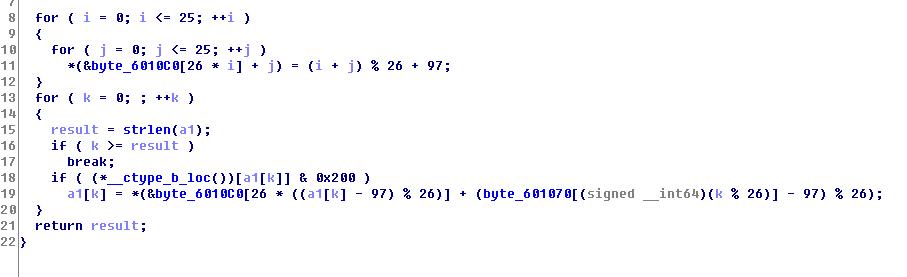 7
8 for ( i = 0; i <= 25; ++i )
9 {
10 for ( j = 0; j <= 25; ++j )
11 *(&byte_6010C0[26 * i] + j) = (i + j) % 26 + 97;
12 }
13 for ( k = 0; ; ++k )
14 {
15 result = strlen(a1);
16 if ( k >= result )
17 break;
18 if ( (*__ctype_b_loc())[a1[k]] & 0x200 )
19 a1[k] = *(&byte_6010C0[26 * ((a1[k] - 97) % 26)] + (byte_601070[(signed __int64)(k % 26)] - 97) % 26);
20 }
21 return result;
22 }